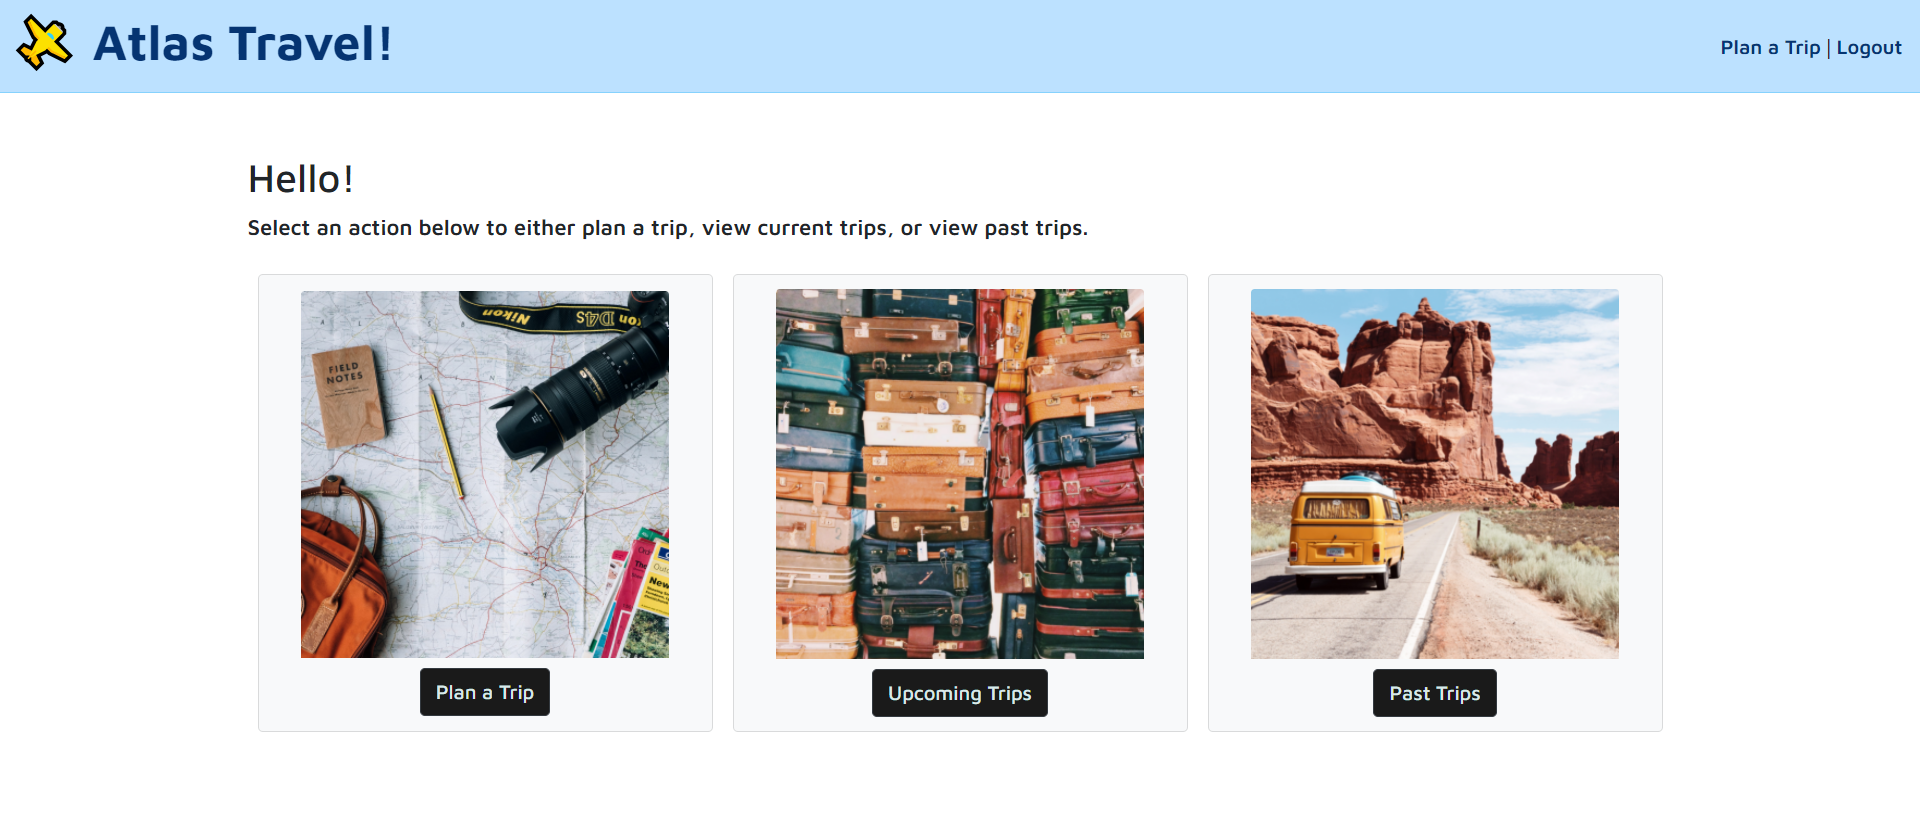 Atlas Travel!
Plan a Trip | Logout
Hello!
Select an action below to either plan a trip, view current trips, or view past trips.
Nikon
D4S
FIELD
NOTES
New
Plan a Trip
Upcoming Trips
Past Trips